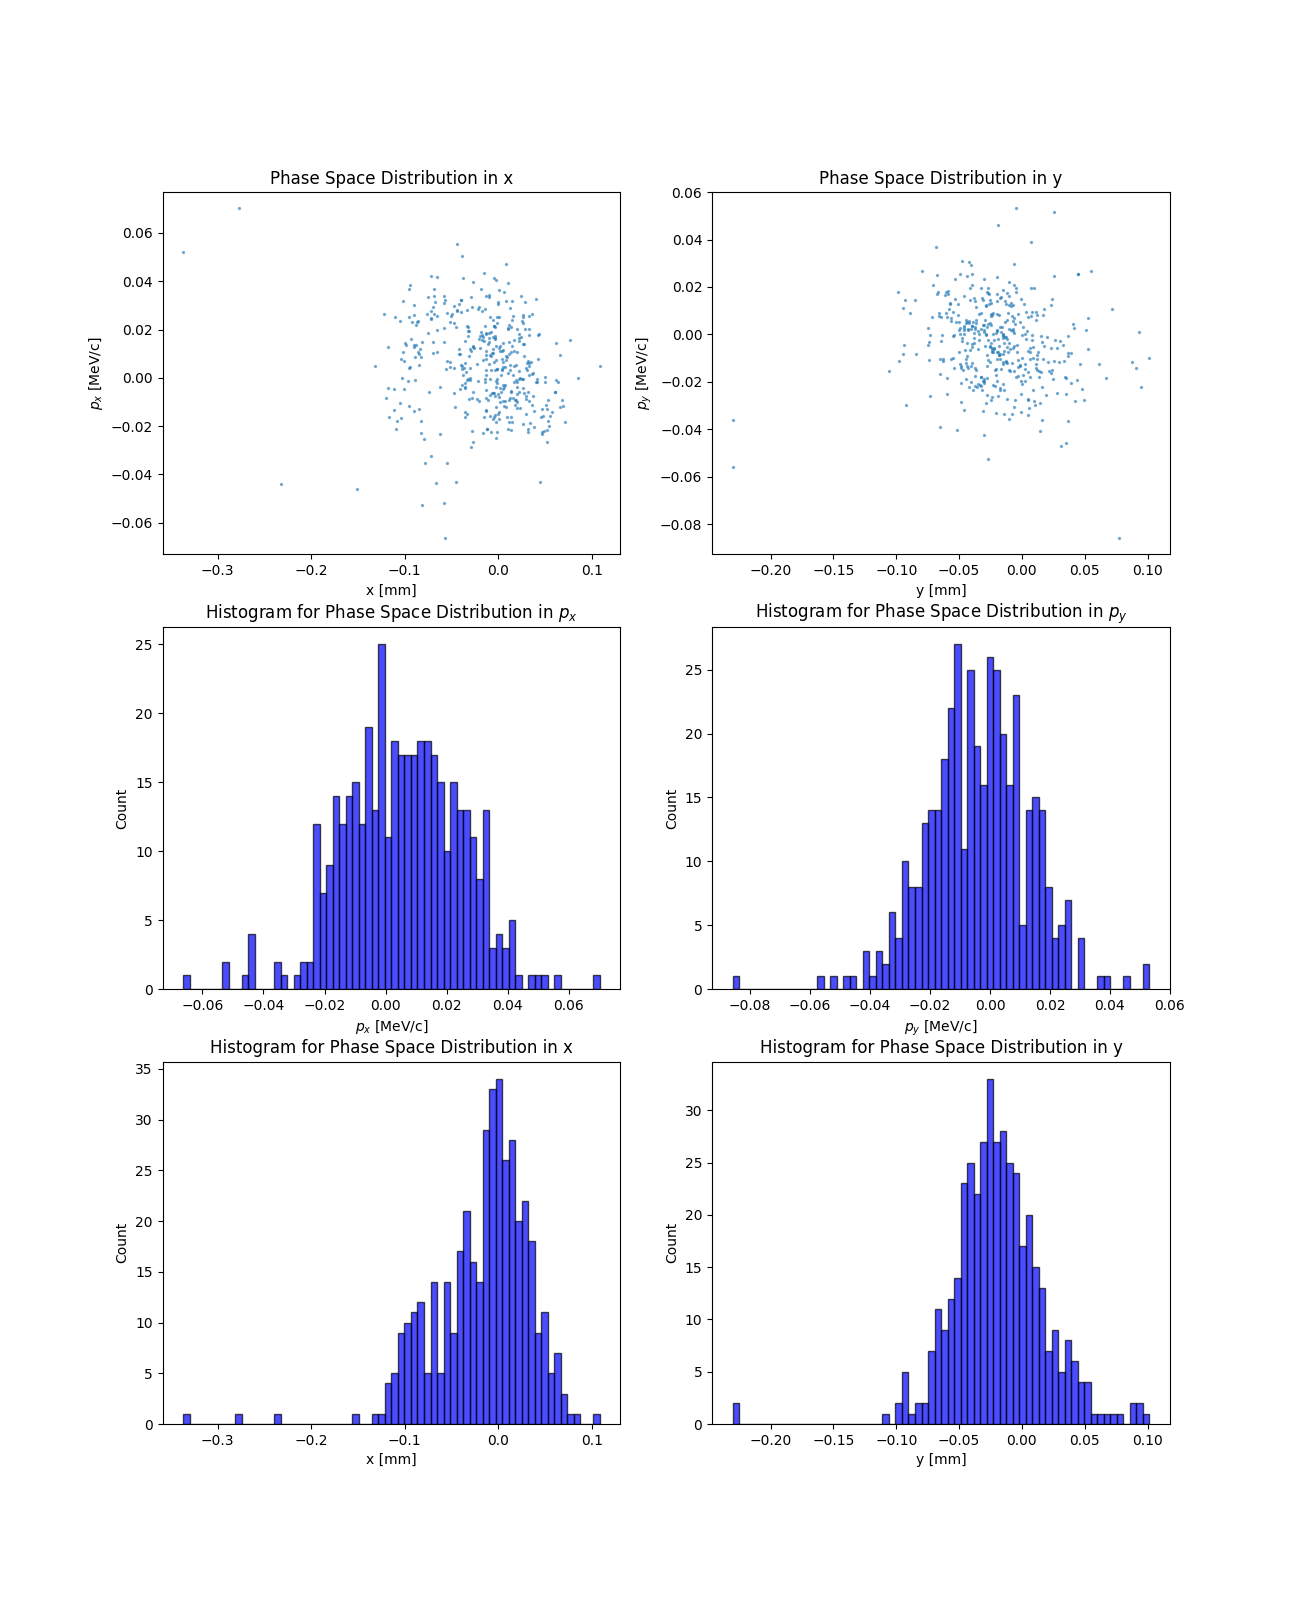 Phase Space Distribution in x
0.06
0.04
0.02
0.00
−0.02
−0.04
−0.06
pₓ [MeV/c]
−0.3 −0.2 −0.1 0.0 0.1
x [mm]
Phase Space Distribution in y
0.06
0.04
0.02
0.00
−0.02
−0.04
−0.06
−0.08
p_y [MeV/c]
−0.20 −0.15 −0.10 −0.05 0.00 0.05 0.10
y [mm]
Histogram for Phase Space Distribution in pₓ
25
20
15
10
5
0
Count
−0.06 −0.04 −0.02 0.00 0.02 0.04 0.06
pₓ [MeV/c]
Histogram for Phase Space Distribution in p_y
25
20
15
10
5
0
Count
−0.08 −0.06 −0.04 −0.02 0.00 0.02 0.04 0.06
p_y [MeV/c]
Histogram for Phase Space Distribution in x
35
30
25
20
15
10
5
0
Count
−0.3 −0.2 −0.1 0.0 0.1
x [mm]
Histogram for Phase Space Distribution in y
30
25
20
15
10
5
0
Count
−0.20 −0.15 −0.10 −0.05 0.00 0.05 0.10
y [mm]